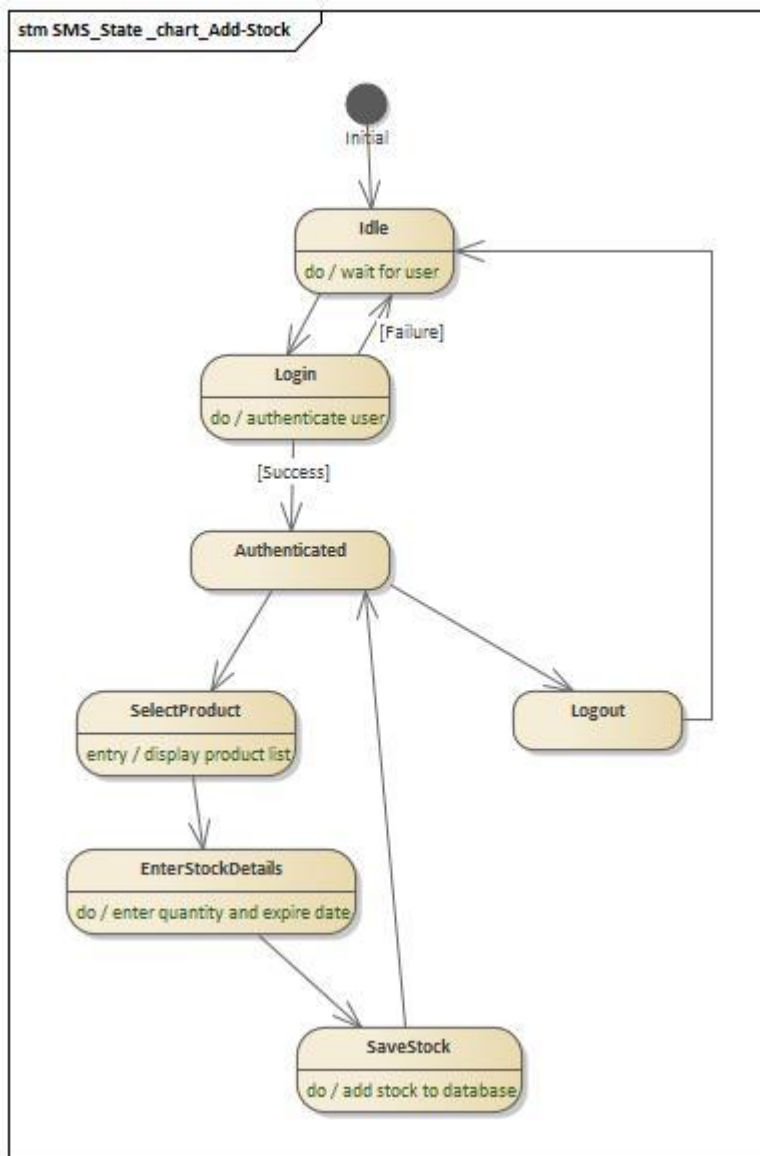 stm SMS_State _chart_Add-Stock
Initial
Idle
do / wait for user
[Failure]
Login
do / authenticate user
[Success]
Authenticated
SelectProduct
entry / display product list
Logout
EnterStockDetails
do / enter quantity and expire date
SaveStock
do / add stock to database